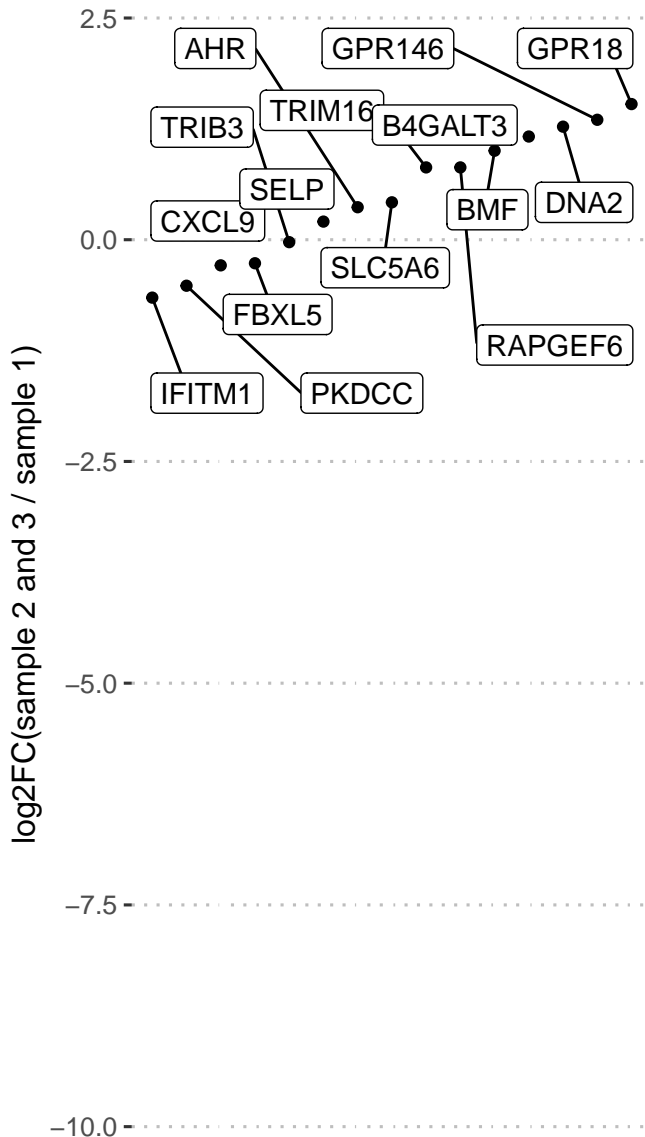 2.5
0.0
−2.5
−5.0
−7.5
−10.0
log2FC(sample 2 and 3 / sample 1)
AHR
GPR146
GPR18
TRIM16
B4GALT3
TRIB3
SELP
CXCL9
BMF
DNA2
SLC5A6
FBXL5
RAPGEF6
IFITM1
PKDCC